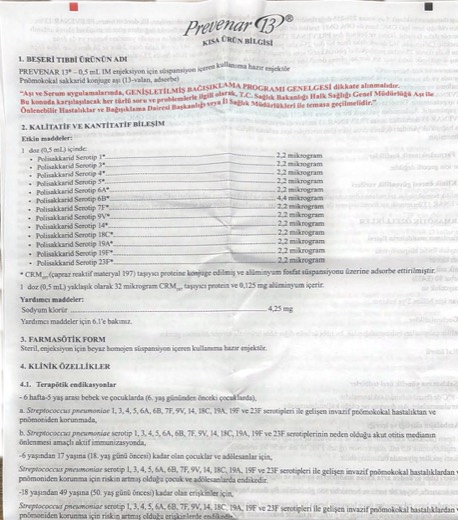 Prevenar 13®
KISA ÜRÜN BİLGİSİ
1. BEŞERİ TIBBİ ÜRÜNÜN ADI
PREVENAR 13® – 0,5 mL IM enjeksiyon için süspansiyon içeren kullanıma hazır enjektör
Pnömokokal sakkarid konjuge aşı (13-valan, adsorbe)
"Aşı ve Serum uygulamalarında, GENİŞLETİLMİŞ BAĞIŞIKLAMA PROGRAMI GENELGESİ dikkate alınmalıdır.
Bu konuda karşılaşılacak her türlü soru ve problemlerle ilgili olarak, T.C. Sağlık Bakanlığı Halk Sağlığı Genel Müdürlüğü Aşı ile
Önlenebilir Hastalıklar ve Bağışıklama Dairesi Başkanlığı veya İl Sağlık Müdürlükleri ile temasa geçilmelidir."
2. KALİTATİF VE KANTİTATİF BİLEŞİM
Etkin maddeler:
1 doz (0,5 mL) içinde:
• Polisakkarid Serotip 1* 2,2 mikrogram
• Polisakkarid Serotip 3* 2,2 mikrogram
• Polisakkarid Serotip 4* 2,2 mikrogram
• Polisakkarid Serotip 5* 2,2 mikrogram
• Polisakkarid Serotip 6A* 2,2 mikrogram
• Polisakkarid Serotip 6B* 4,4 mikrogram
• Polisakkarid Serotip 7F* 2,2 mikrogram
• Polisakkarid Serotip 9V* 2,2 mikrogram
• Polisakkarid Serotip 14* 2,2 mikrogram
• Polisakkarid Serotip 18C* 2,2 mikrogram
• Polisakkarid Serotip 19A* 2,2 mikrogram
• Polisakkarid Serotip 19F* 2,2 mikrogram
• Polisakkarid Serotip 23F* 2,2 mikrogram
* CRM (çapraz reaktif materyal 197) taşıyıcı proteine konjuge edilmiş ve alüminyum fosfat süspansiyonu üzerine adsorbe ettirilmiştir.
1 doz (0,5 mL) yaklaşık olarak 32 mikrogram CRM taşıyıcı protein ve 0,125 mg alüminyum içerir.
Yardımcı maddeler:
Sodyum klorür 4,25 mg
Yardımcı maddeler için 6.1'e bakınız.
3. FARMASÖTİK FORM
Steril, enjeksiyon için beyaz homojen süspansiyon içeren kullanıma hazır enjektör.
4. KLİNİK ÖZELLİKLER
4.1. Terapötik endikasyonlar
- 6 hafta-5 yaş arası bebek ve çocuklarda (6. yaş gününden önceki çocuklarda),
a. Streptococcus pneumoniae 1, 3, 4, 5, 6A, 6B, 7F, 9V, 14, 18C, 19A, 19F ve 23F serotipleri ile gelişen invazif pnömokokal hastalıktan ve
pnömoniden korunmada,
b. Streptococcus pneumoniae serotip 1, 3, 4, 5, 6A, 6B, 7F, 9V, 14, 18C, 19A, 19F ve 23F serotiplerinin neden olduğu akut otitis medianın
önlenmesi amaçlı aktif immunizasyonda,
-6 yaşından 17 yaşına (18. yaş günü öncesi) kadar olan çocuklar ve adölesanlar için,
Streptococcus pneumoniae serotip 1, 3, 4, 5, 6A, 6B, 7F, 9V, 14, 18C, 19A, 19F ve 23F serotipleri ile gelişen invazif pnömokokal hastalıklardan
pnömoniden korunma için riskin artmış olduğu çocuk ve adölesanlarda endikedir.
-18 yaşından 49 yaşına (50. yaş günü öncesi) kadar olan erişkinler için,
Streptococcus pneumoniae serotip 1, 3, 4, 5, 6A, 6B, 7F, 9V, 14, 18C, 19A, 19F ve 23F serotipleri ile gelişen invazif pnömokokal hastalıklardan
pnömoniden korunma için riskin artmış olduğu erişkinlerde endikedir.